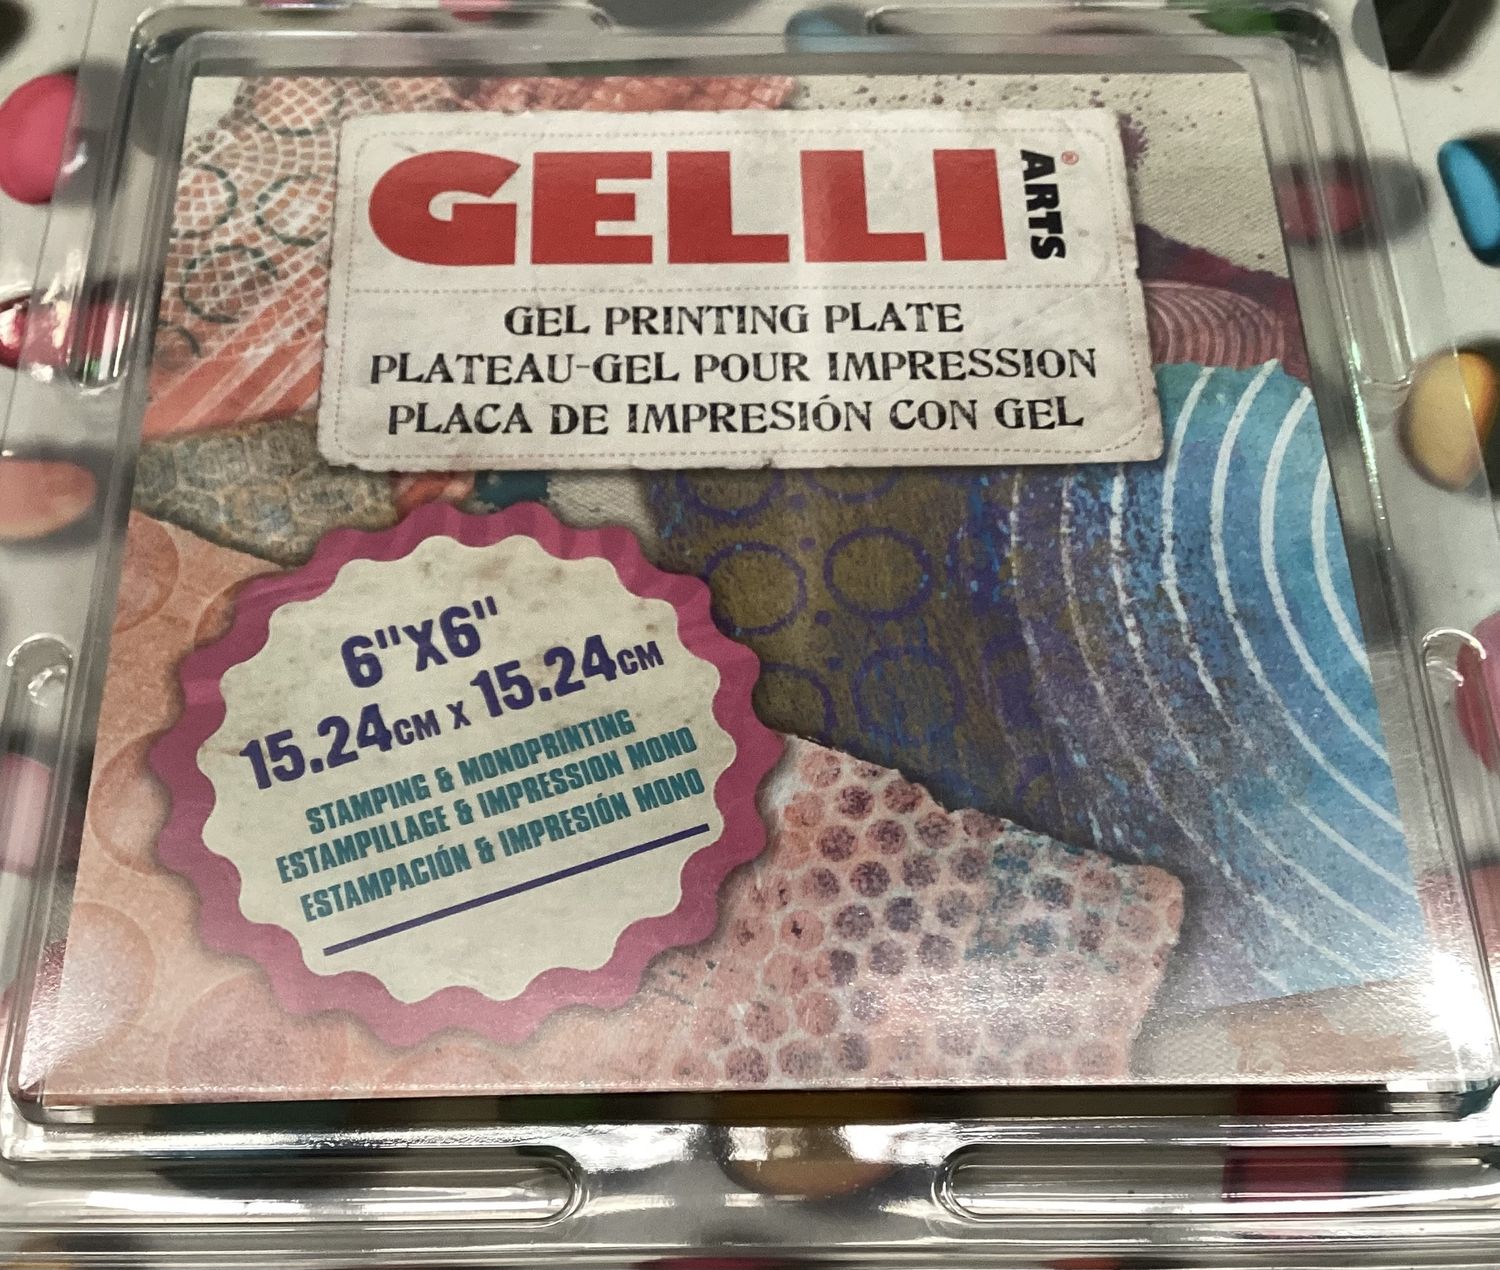 GELLI ARTS®
GEL PRINTING PLATE
PLATEAU-GEL POUR IMPRESSION
PLACA DE IMPRESIÓN CON GEL
6"X6"
15.24CM X 15.24CM
STAMPING & MONOPRINTING
ESTAMPILLAGE & IMPRESSION MONO
ESTAMPACIÓN & IMPRESIÓN MONO